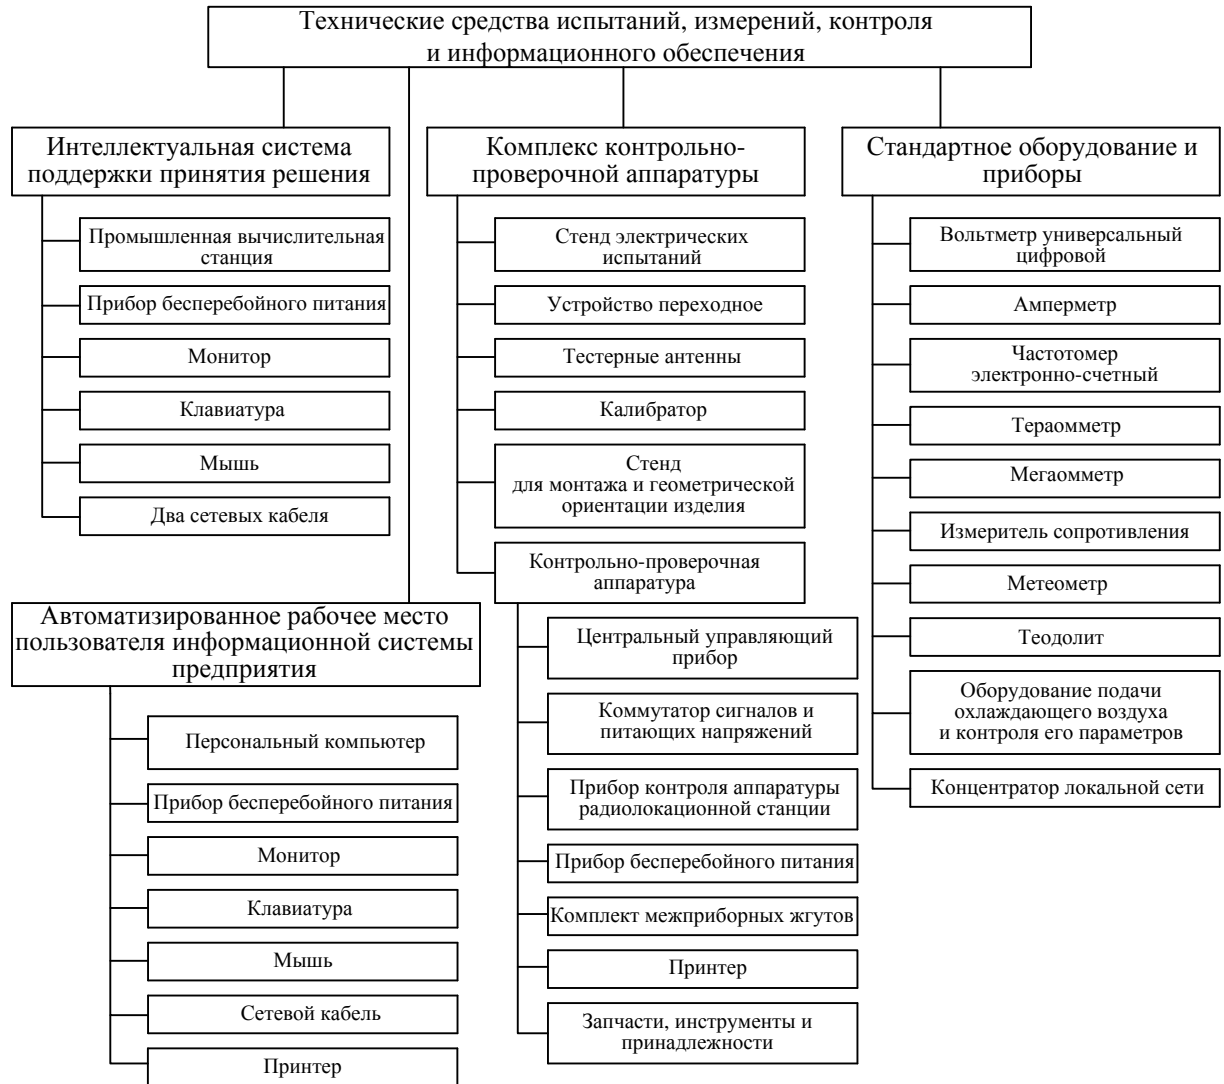 Технические средства испытаний, измерений, контроля
и информационного обеспечения
Интеллектуальная система
поддержки принятия решения
Промышленная вычислительная
станция
Прибор бесперебойного питания
Монитор
Клавиатура
Мышь
Два сетевых кабеля
Автоматизированное рабочее место
пользователя информационной системы
предприятия
Персональный компьютер
Прибор бесперебойного питания
Монитор
Клавиатура
Мышь
Сетевой кабель
Принтер
Комплекс контрольно-
проверочной аппаратуры
Стенд электрических
испытаний
Устройство переходное
Тестерные антенны
Калибратор
Стенд
для монтажа и геометрической
ориентации изделия
Контрольно-проверочная
аппаратура
Центральный управляющий
прибор
Коммутатор сигналов и
питающих напряжений
Прибор контроля аппаратуры
радиолокационной станции
Прибор бесперебойного питания
Комплект межприборных жгутов
Принтер
Запчасти, инструменты и
принадлежности
Стандартное оборудование и
приборы
Вольтметр универсальный
цифровой
Амперметр
Частотомер
электронно-счетный
Тераомметр
Мегаомметр
Измеритель сопротивления
Метеометр
Теодолит
Оборудование подачи
охлаждающего воздуха
и контроля его параметров
Концентратор локальной сети